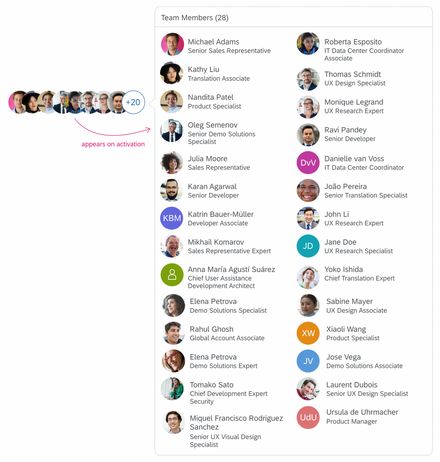 Team Members (28)
Michael Adams
Senior Sales Representative
Kathy Liu
Translation Associate
Nandita Patel
Product Specialist
Oleg Semenov
Senior Demo Solutions
Specialist
Julia Moore
Sales Representative
Karan Agarwal
Senior Developer
KBM
Katrin Bauer-Müller
Developer Associate
Mikhail Komarov
Sales Representative Expert
Anna María Agustí Suárez
Chief User Assistance
Development Architect
Elena Petrova
Demo Solutions Specialist
Rahul Ghosh
Global Account Associate
Elena Petrova
Demo Solutions Expert
Tomako Sato
Chief Development Expert
Security
Miquel Francisco Rodriguez
Sanchez
Senior UX Visual Design
Specialist
Roberta Esposito
IT Data Center Coordinator
Associate
Thomas Schmidt
UX Design Specialist
Monique Legrand
UX Research Expert
Ravi Pandey
Senior Developer
DvV
Danielle van Voss
IT Data Center Coordinator
João Pereira
Senior Translation Specialist
John Li
UX Research Expert
JD
Jane Doe
UX Research Specialist
Yoko Ishida
Chief Translation Expert
Sabine Mayer
UX Design Associate
XW
Xiaoli Wang
Product Specialist
JV
Jose Vega
Demo Solutions Associate
Laurent Dubois
Senior UX Design Specialist
UdU
Ursula de Uhrmacher
Product Manager
+20
appears on activation